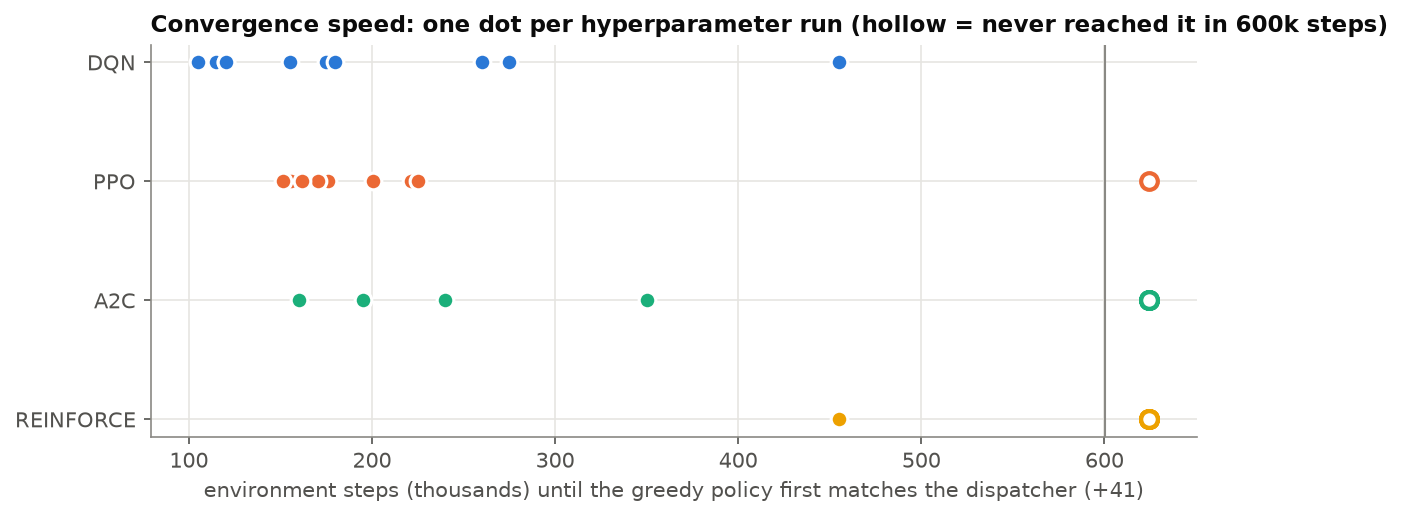 Convergence speed: one dot per hyperparameter run (hollow = never reached it in 600k steps)
DQN
PPO
A2C
REINFORCE
100 200 300 400 500 600
environment steps (thousands) until the greedy policy first matches the dispatcher (+41)